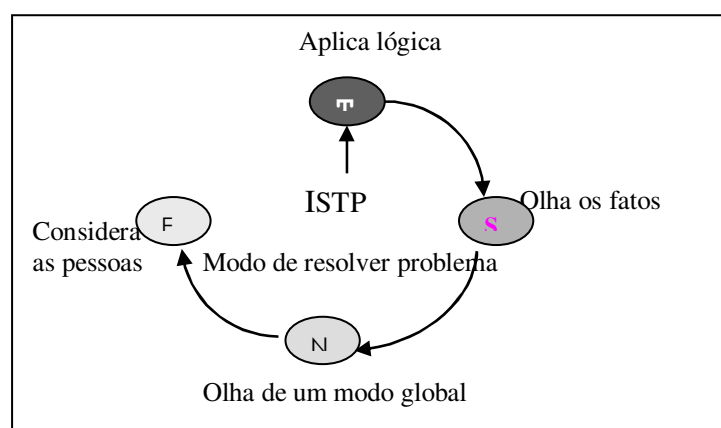 Aplica lógica
T
ISTP
S
Olha os fatos
F
Considera
as pessoas
Modo de resolver problema
N
Olha de um modo global